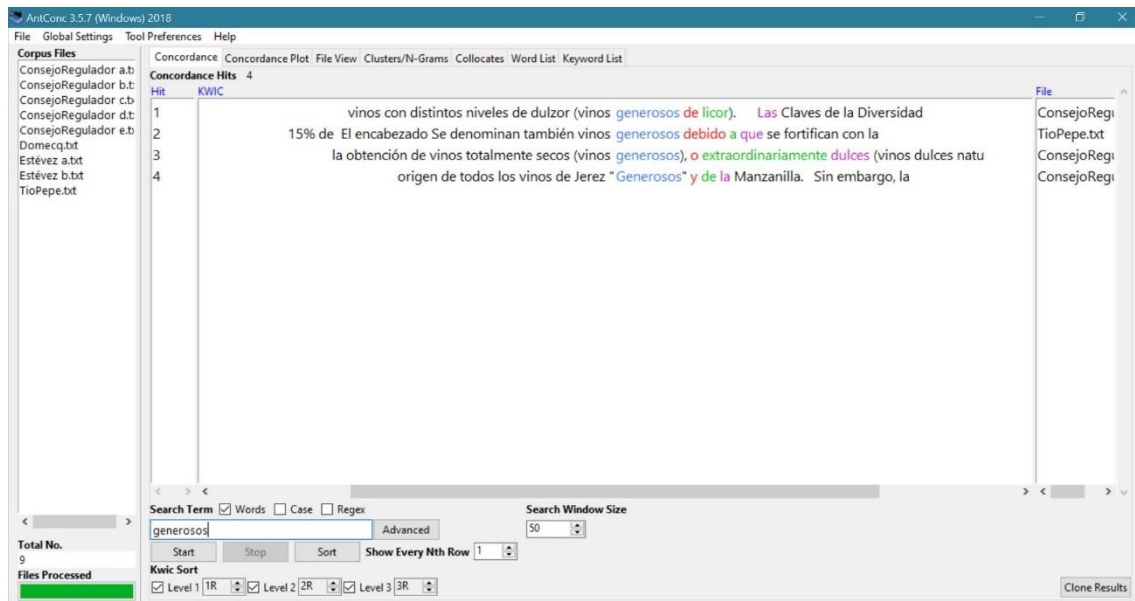 AntConc 3.5.7 (Windows) 2018
File Global Settings Tool Preferences Help
Corpus Files
ConsejoRegulador a.t
ConsejoRegulador b.t
ConsejoRegulador c.t
ConsejoRegulador d.t
ConsejoRegulador e.t
Domecq.txt
Estévez a.txt
Estévez b.txt
TioPepe.txt
Total No.
9
Files Processed
Concordance Concordance Plot File View Clusters/N-Grams Collocates Word List Keyword List
Concordance Hits 4
Hit KWIC File
1 vinos con distintos niveles de dulzor (vinos generosos de licor). Las Claves de la Diversidad ConsejoRegu
2 15% de El encabezado Se denominan también vinos generosos debido a que se fortifican con la TioPepe.txt
3 la obtención de vinos totalmente secos (vinos generosos), o extraordinariamente dulces (vinos dulces natu ConsejoRegu
4 origen de todos los vinos de Jerez "Generosos" y de la Manzanilla. Sin embargo, la ConsejoRegu
Search Term Words Case Regex Search Window Size
generosos Advanced 50
Start Stop Sort Show Every Nth Row 1
Kwic Sort
Level 1 1R Level 2 2R Level 3 3R Clone Results